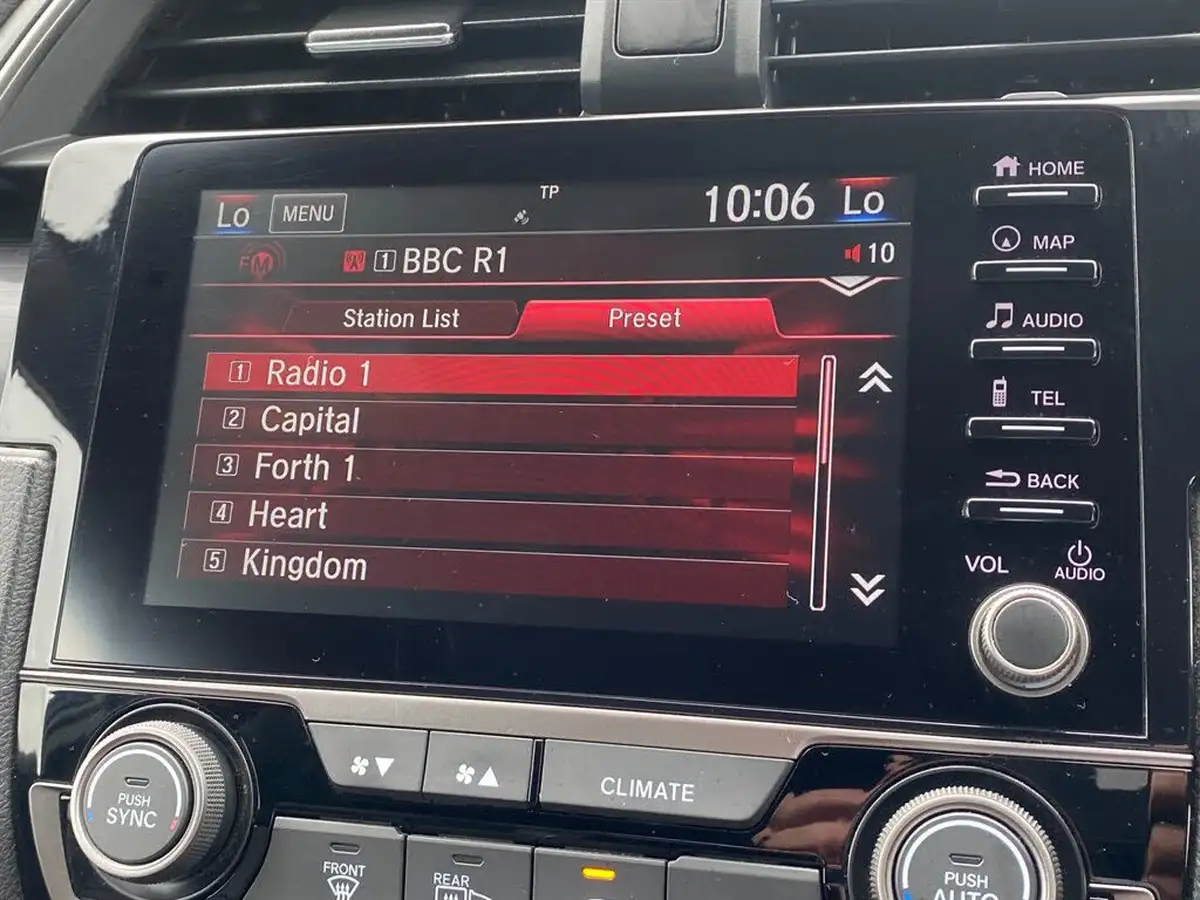 Lo MENU TP 10:06 Lo
FM 1 BBC R1 10
Station List Preset
1 Radio 1
2 Capital
3 Forth 1
4 Heart
5 Kingdom
HOME
MAP
AUDIO
TEL
BACK
VOL AUDIO
PUSH
SYNC
CLIMATE
FRONT
REAR
PUSH
AUTO